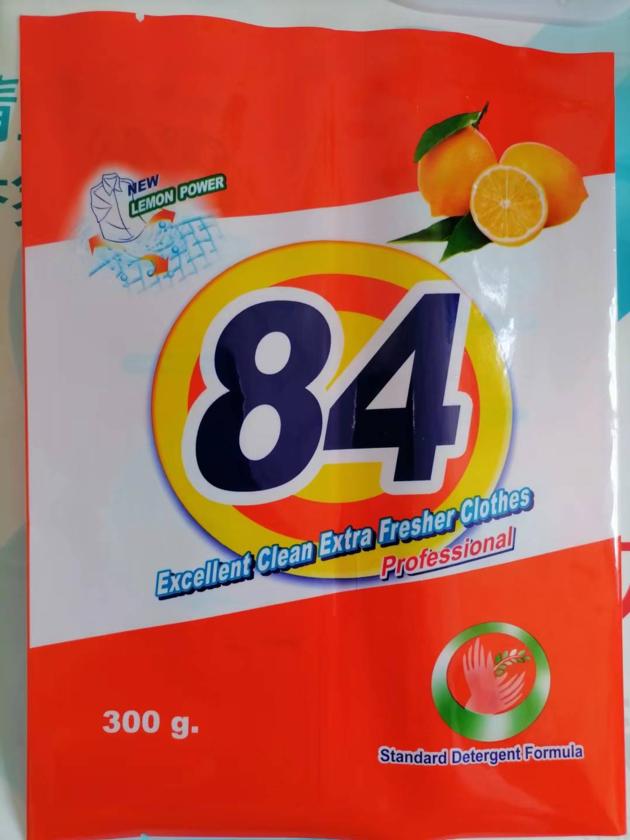 NEW
LEMON POWER
84
Excellent Clean Extra Fresher Clothes
Professional
300 g.
Standard Detergent Formula